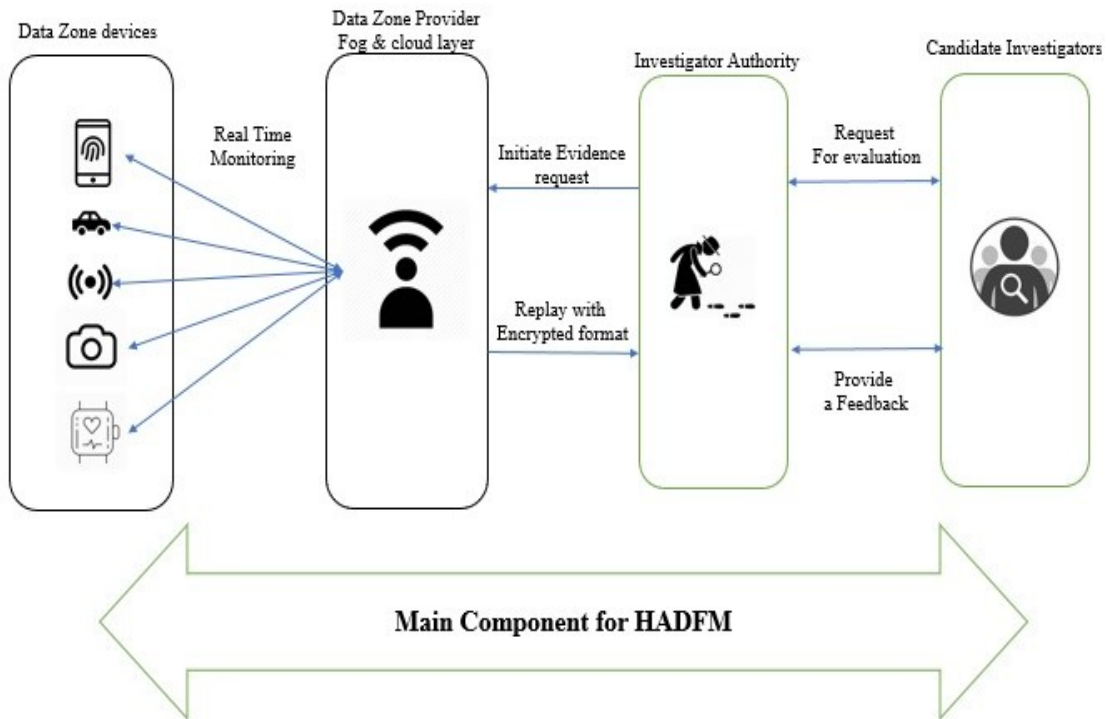 Data Zone devices
Data Zone Provider
Fog & cloud layer
Investigator Authority
Candidate Investigators
Real Time
Monitoring
Initiate Evidence
request
Request
For evaluation
Replay with
Encrypted format
Provide
a Feedback
Main Component for HADFM